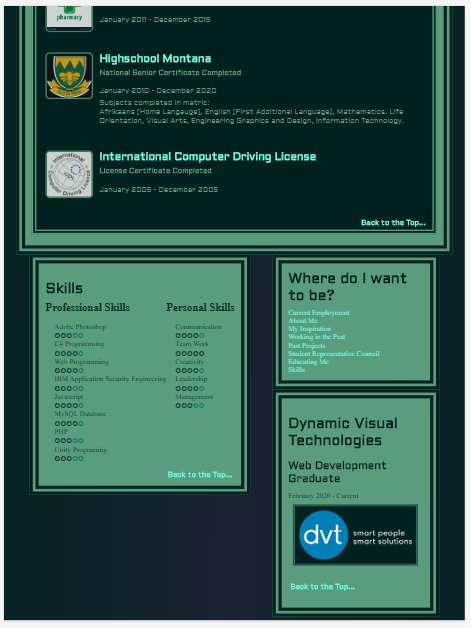 pharmacy
January 2011 - December 2015
Highschool Montana
National Senior Certificate Completed
January 2010 - December 2020
Subjects completed in matric:
Afrikaans (Home Langauge), English (First Additional Language), Mathematics, Life
Orientation, Visual Arts, Engineering Graphics and Design, Information Technology.
International Computer Driving License
License Certificate Completed
January 2005 - December 2005
Back to the Top...
Skills
Professional Skills
Personal Skills
Adobe Photoshop
C# Programming
Web Programming
IBM Application Security Engineering
Javascript
MySQL Database
PHP
Unity Programing
Communication
Team Work
Creativity
Leadership
Management
Back to the Top...
Where do I want
to be?
Current Employment
About Me
My Inspiration
Working in the Past
Past Projects
Student Representative Council
Educating Me
Skills
Dynamic Visual
Technologies
Web Development
Graduate
February 2020 - Current
dvt
smart people
smart solutions
Back to the Top...